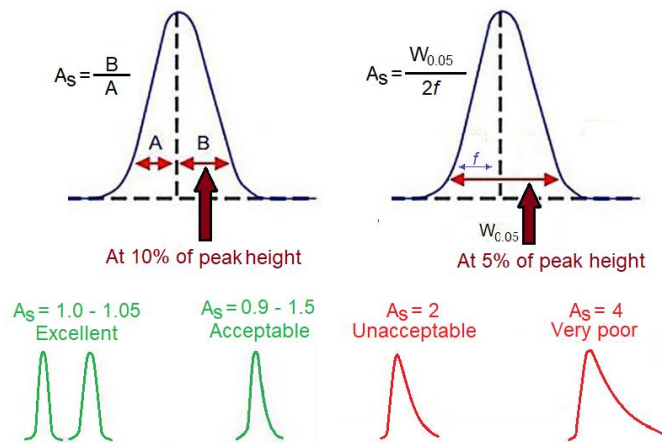 As = B/A
A
B
At 10% of peak height
As = W0.05/2f
f
W0.05
At 5% of peak height
As = 1.0 - 1.05
Excellent
As = 0.9 - 1.5
Acceptable
As = 2
Unacceptable
As = 4
Very poor